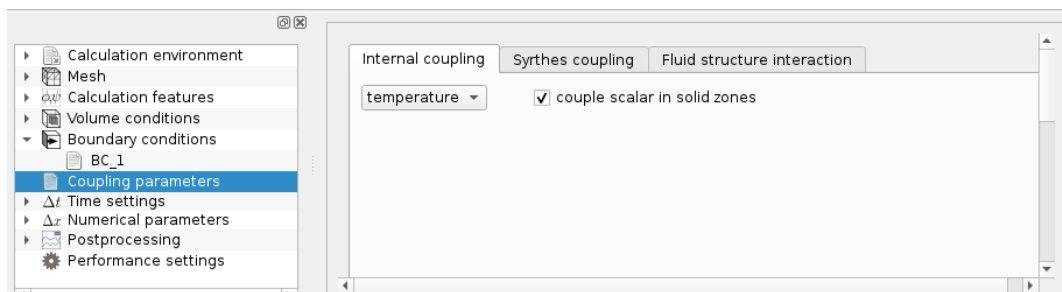 Calculation environment
Mesh
φ,ψ Calculation features
Volume conditions
Boundary conditions
BC_1
Coupling parameters
Δt Time settings
Δx Numerical parameters
Postprocessing
Performance settings
Internal coupling
Syrthes coupling
Fluid structure interaction
temperature
couple scalar in solid zones